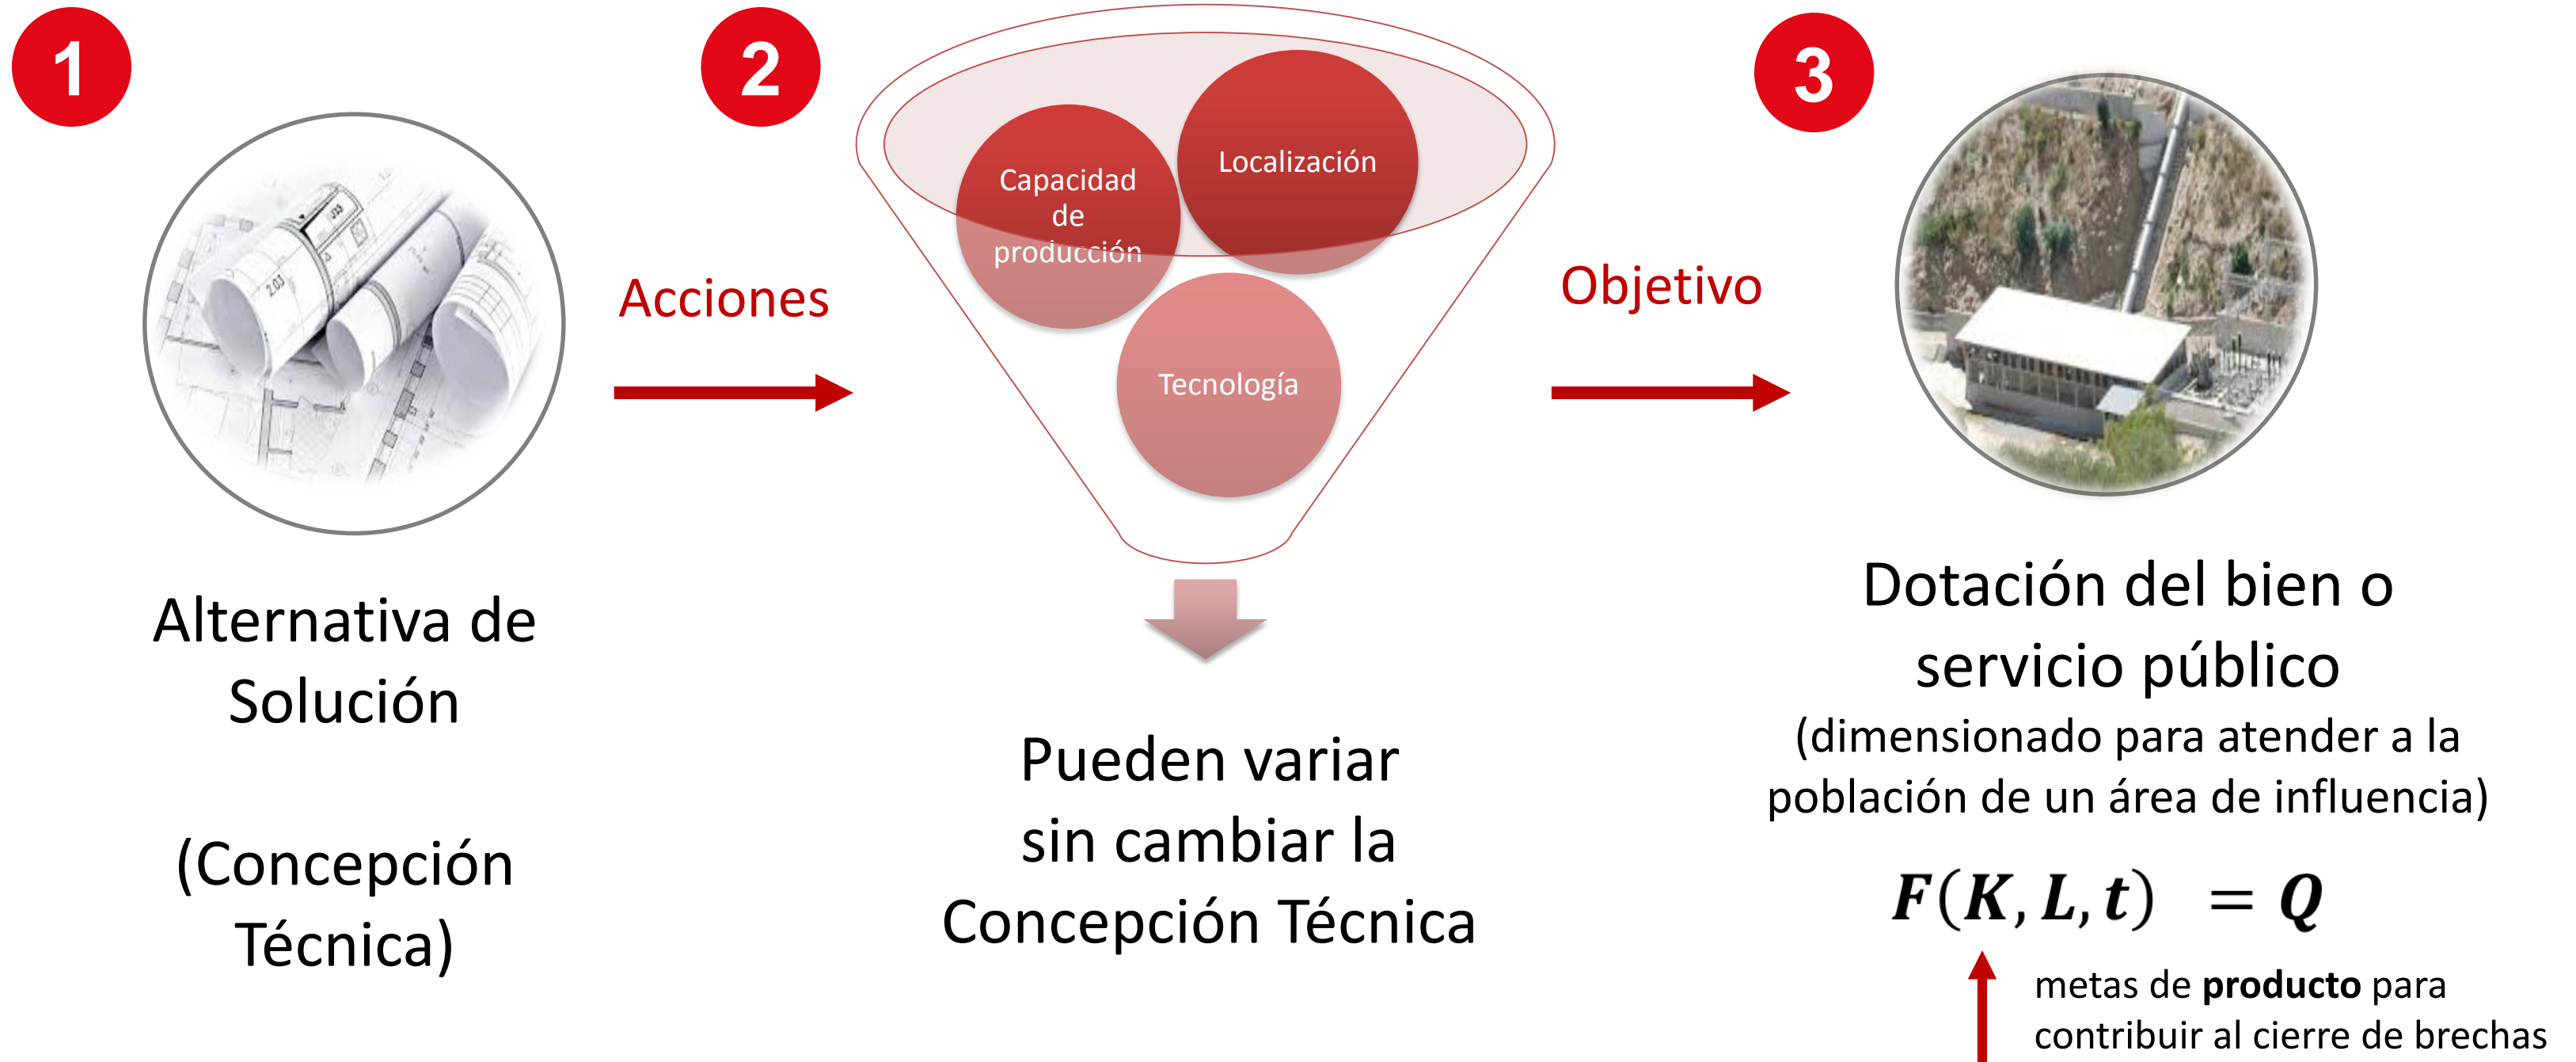 1
Alternativa de
Solución
(Concepción
Técnica)
Acciones
2
Capacidad
de
producción
Localización
Tecnología
Pueden variar
sin cambiar la
Concepción Técnica
Objetivo
3
Dotación del bien o
servicio público
(dimensionado para atender a la
población de un área de influencia)
F(K, L, t) = Q
metas de producto para
contribuir al cierre de brechas
2.03